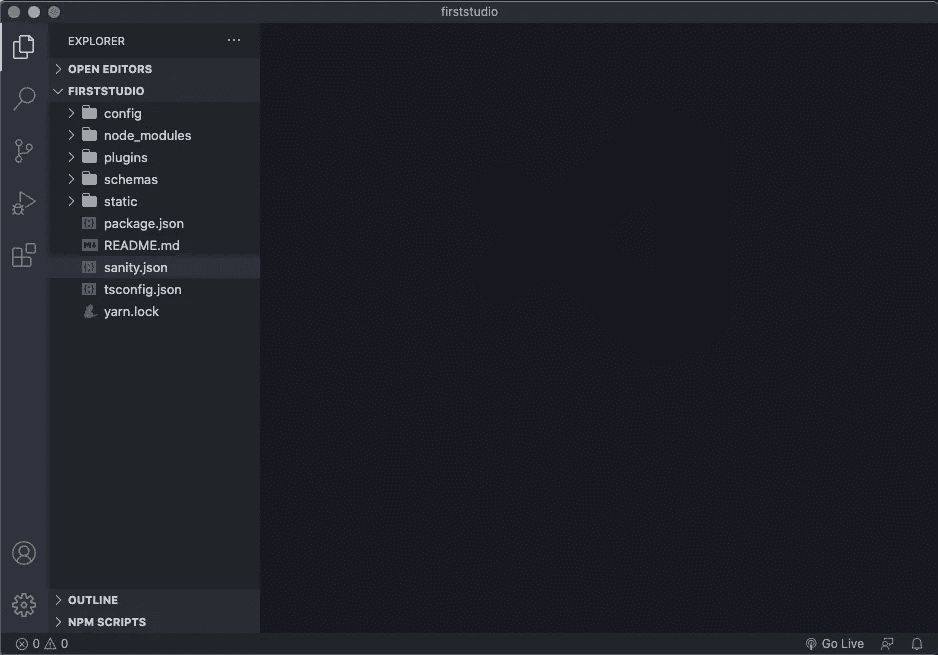 firststudio
EXPLORER
OPEN EDITORS
FIRSTSTUDIO
config
node_modules
plugins
schemas
static
package.json
README.md
sanity.json
tsconfig.json
yarn.lock
OUTLINE
NPM SCRIPTS
0 0 Go Live